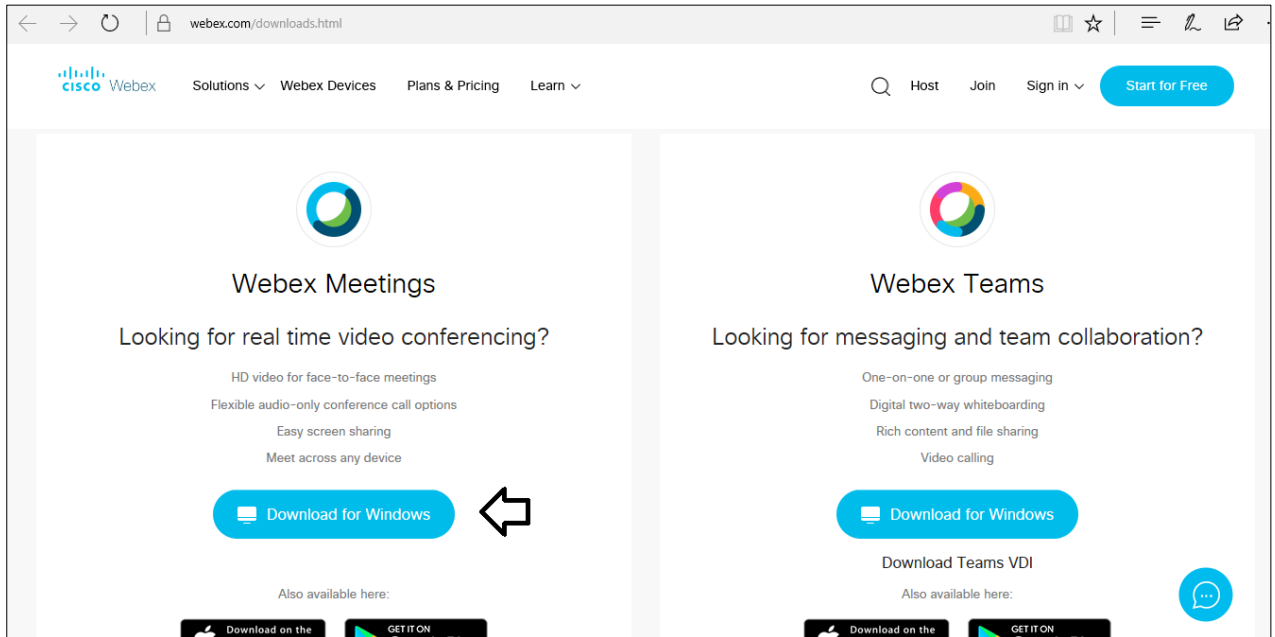 webex.com/downloads.html
cisco Webex Solutions Webex Devices Plans & Pricing Learn Host Join Sign in Start for Free
Webex Meetings
Looking for real time video conferencing?
HD video for face-to-face meetings
Flexible audio-only conference call options
Easy screen sharing
Meet across any device
Download for Windows
Also available here:
Download on the
GET IT ON
Webex Teams
Looking for messaging and team collaboration?
One-on-one or group messaging
Digital two-way whiteboarding
Rich content and file sharing
Video calling
Download for Windows
Download Teams VDI
Also available here:
Download on the
GET IT ON